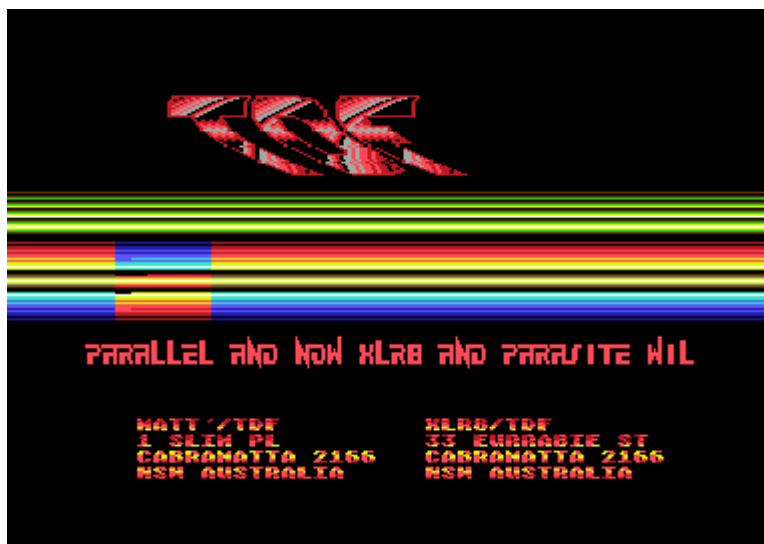 TDF
PARALLEL AND NOW XLR8 AND PARASITE WIL
MATT'/TDF
1 SLIM PL
CABRAMATTA 2166
NSW AUSTRALIA
XLR8/TDF
33 EURRABIE ST
CABRAMATTA 2166
NSW AUSTRALIA